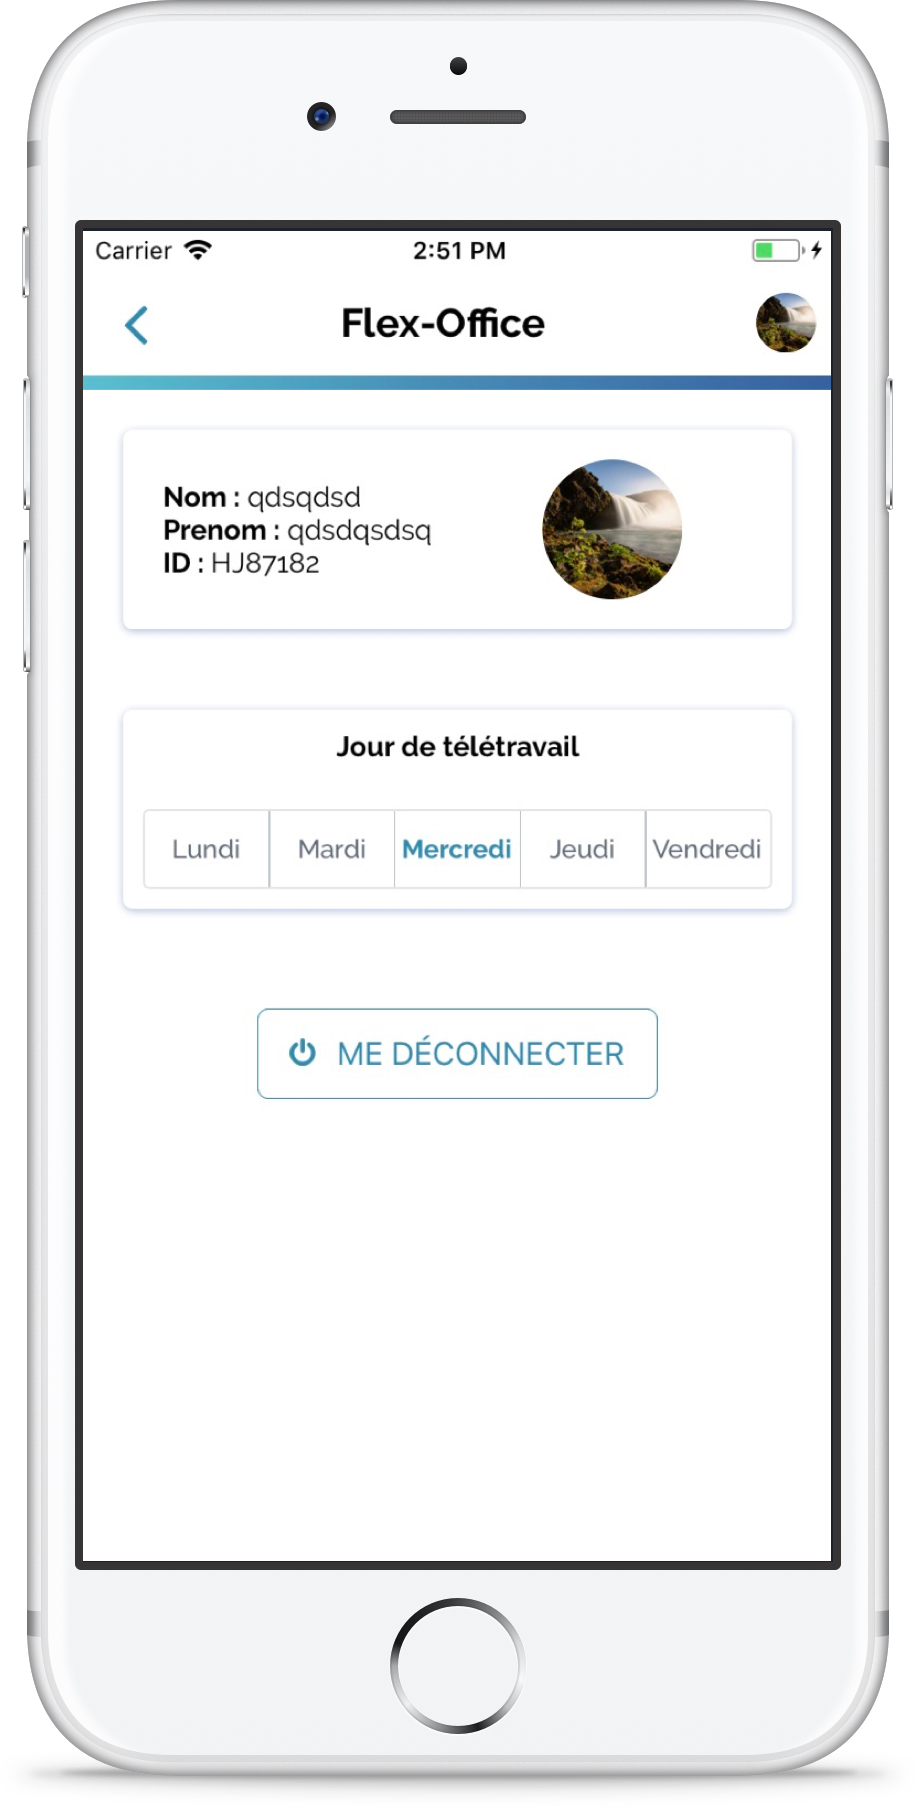 Carrier 2:51 PM
Flex-Office
Nom : qdsqdsd
Prenom : qdsdqsdsq
ID : HJ87182
Jour de télétravail
Lundi Mardi Mercredi Jeudi Vendredi
ME DÉCONNECTER